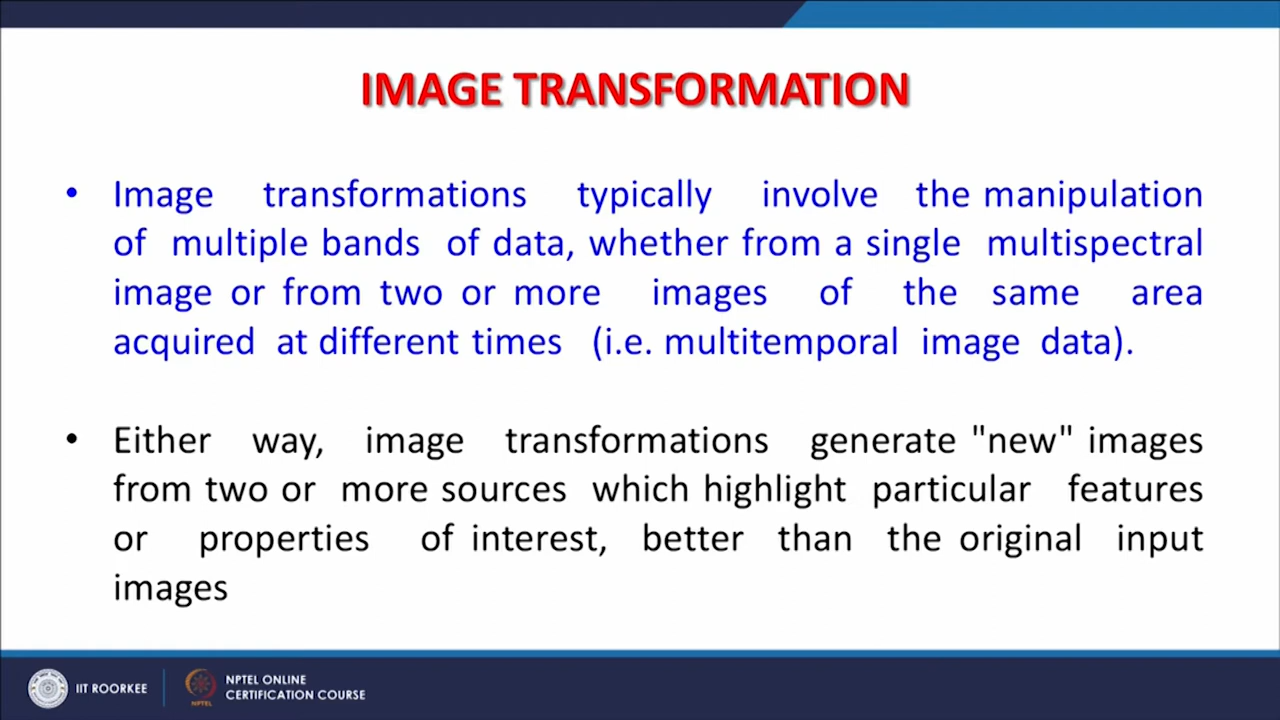 IMAGE TRANSFORMATION
• Image transformations typically involve the manipulation
of multiple bands of data, whether from a single multispectral
image or from two or more images of the same area
acquired at different times (i.e. multitemporal image data).
• Either way, image transformations generate "new" images
from two or more sources which highlight particular features
or properties of interest, better than the original input
images
IIT ROORKEE
NPTEL
NPTEL ONLINE
CERTIFICATION COURSE